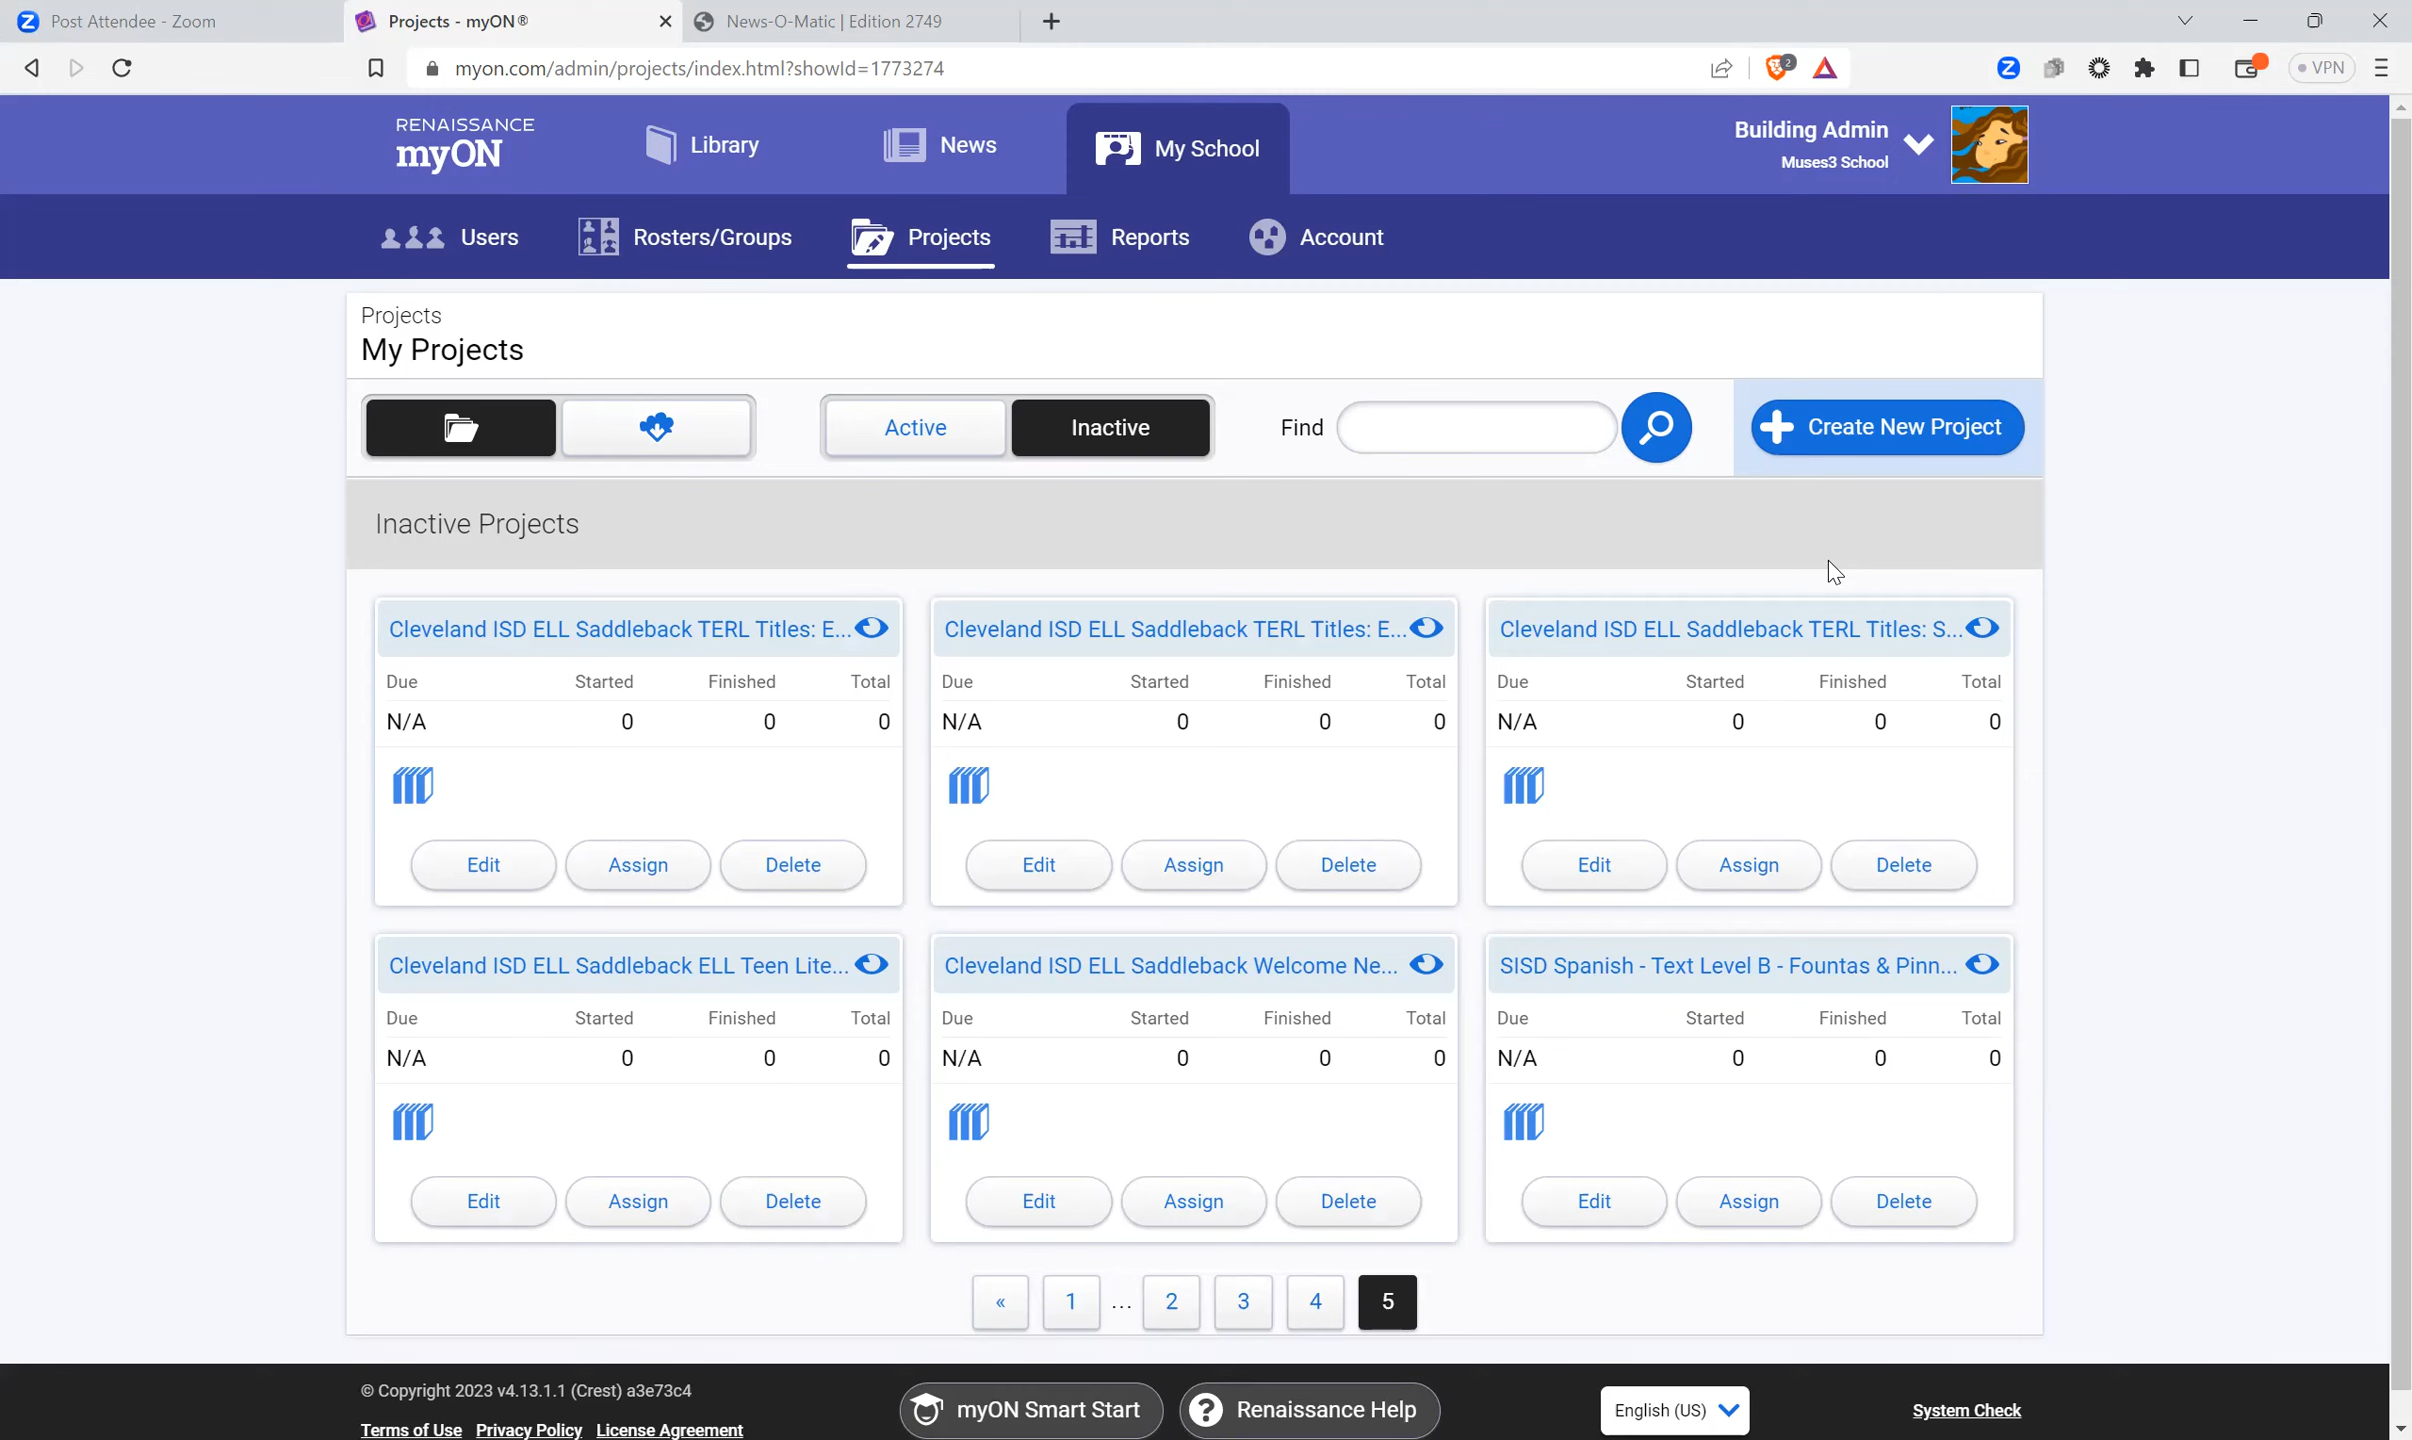 Post Attendee - Zoom
Projects - myON®
News-O-Matic | Edition 2749
myon.com/admin/projects/index.html?showId=1773274
2
VPN
RENAISSANCE
myON
Library
News
My School
Building Admin
Muses3 School
Users
Rosters/Groups
Projects
Reports
Account
Projects
My Projects
Active
Inactive
Find
Create New Project
Inactive Projects
Cleveland ISD ELL Saddleback TERL Titles: E...
Due Started Finished Total
N/A 0 0 0
Edit Assign Delete
Cleveland ISD ELL Saddleback TERL Titles: E...
Due Started Finished Total
N/A 0 0 0
Edit Assign Delete
Cleveland ISD ELL Saddleback TERL Titles: S...
Due Started Finished Total
N/A 0 0 0
Edit Assign Delete
Cleveland ISD ELL Saddleback ELL Teen Lite...
Due Started Finished Total
N/A 0 0 0
Edit Assign Delete
Cleveland ISD ELL Saddleback Welcome Ne...
Due Started Finished Total
N/A 0 0 0
Edit Assign Delete
SISD Spanish - Text Level B - Fountas & Pinn...
Due Started Finished Total
N/A 0 0 0
Edit Assign Delete
« 1 ... 2 3 4 5
© Copyright 2023 v4.13.1.1 (Crest) a3e73c4
Terms of Use Privacy Policy License Agreement
myON Smart Start
Renaissance Help
English (US)
System Check